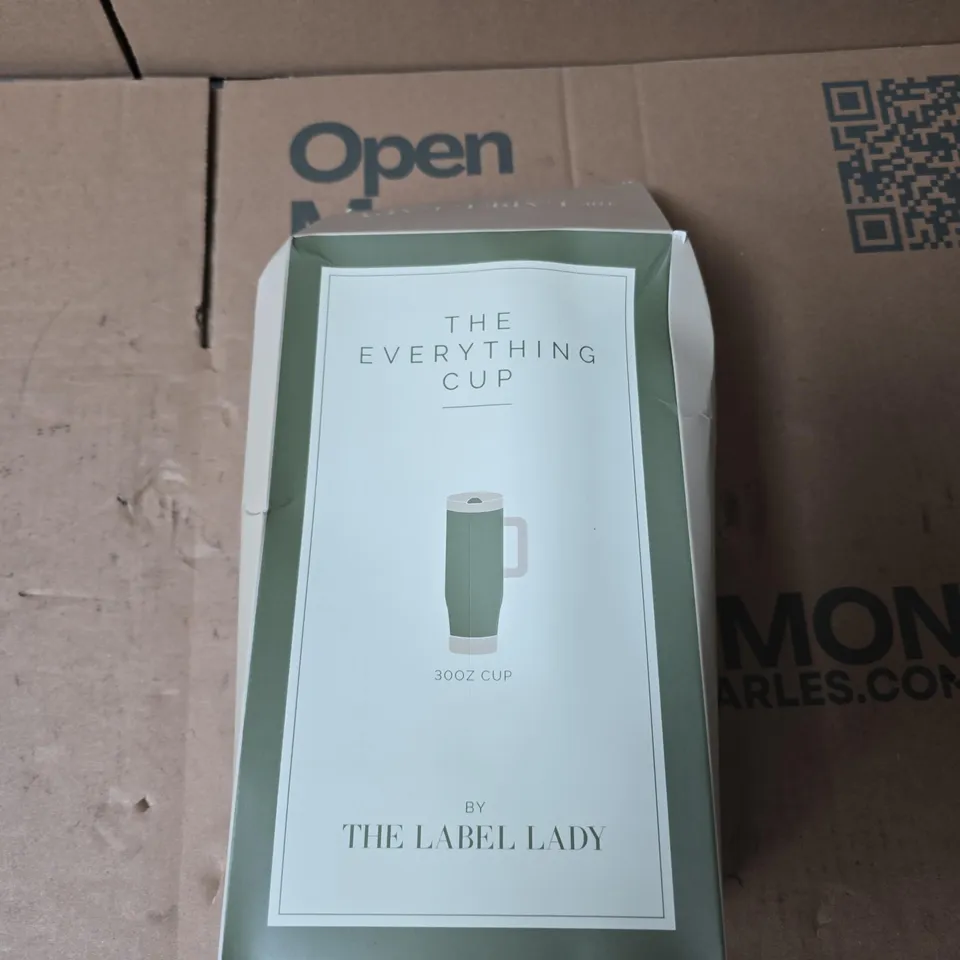 Open
THE
EVERYTHING
CUP
30OZ CUP
MON
ARLES.COM
BY
THE LABEL LADY